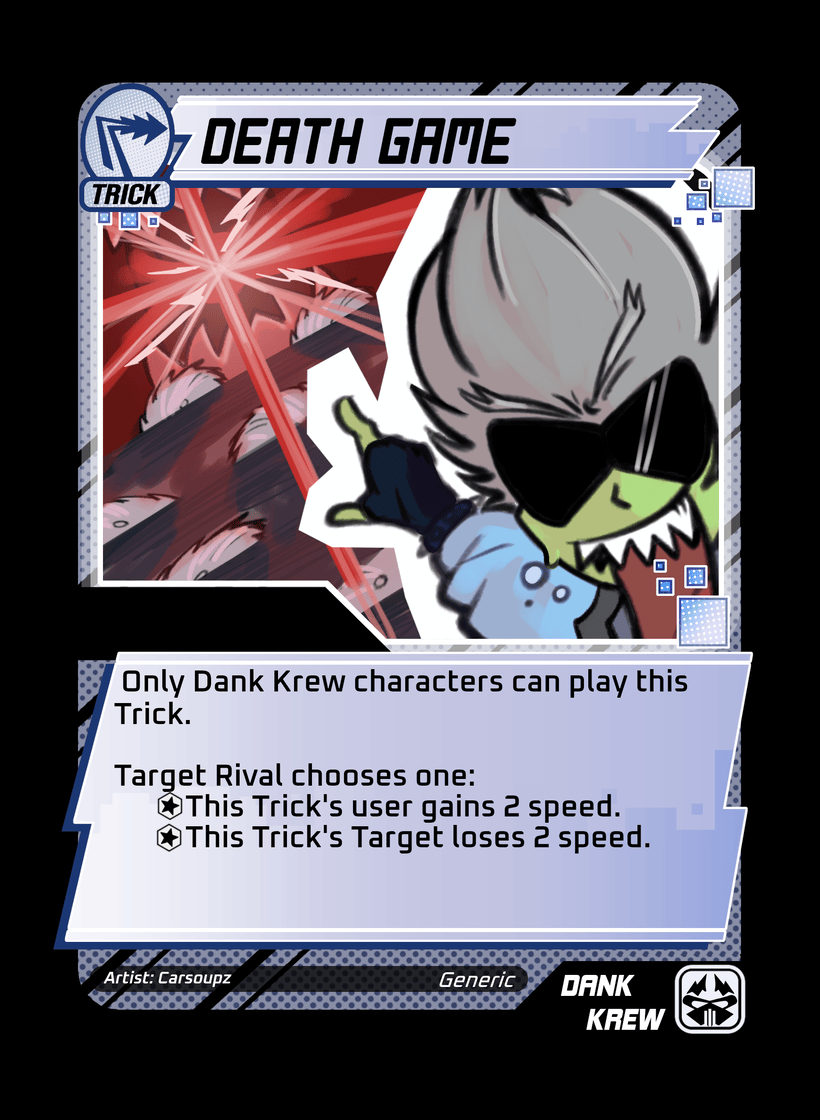 DEATH GAME
TRICK
Only Dank Krew characters can play this
Trick.
Target Rival chooses one:
This Trick's user gains 2 speed.
This Trick's Target loses 2 speed.
Artist: Carsoupz
Generic
DANK
KREW